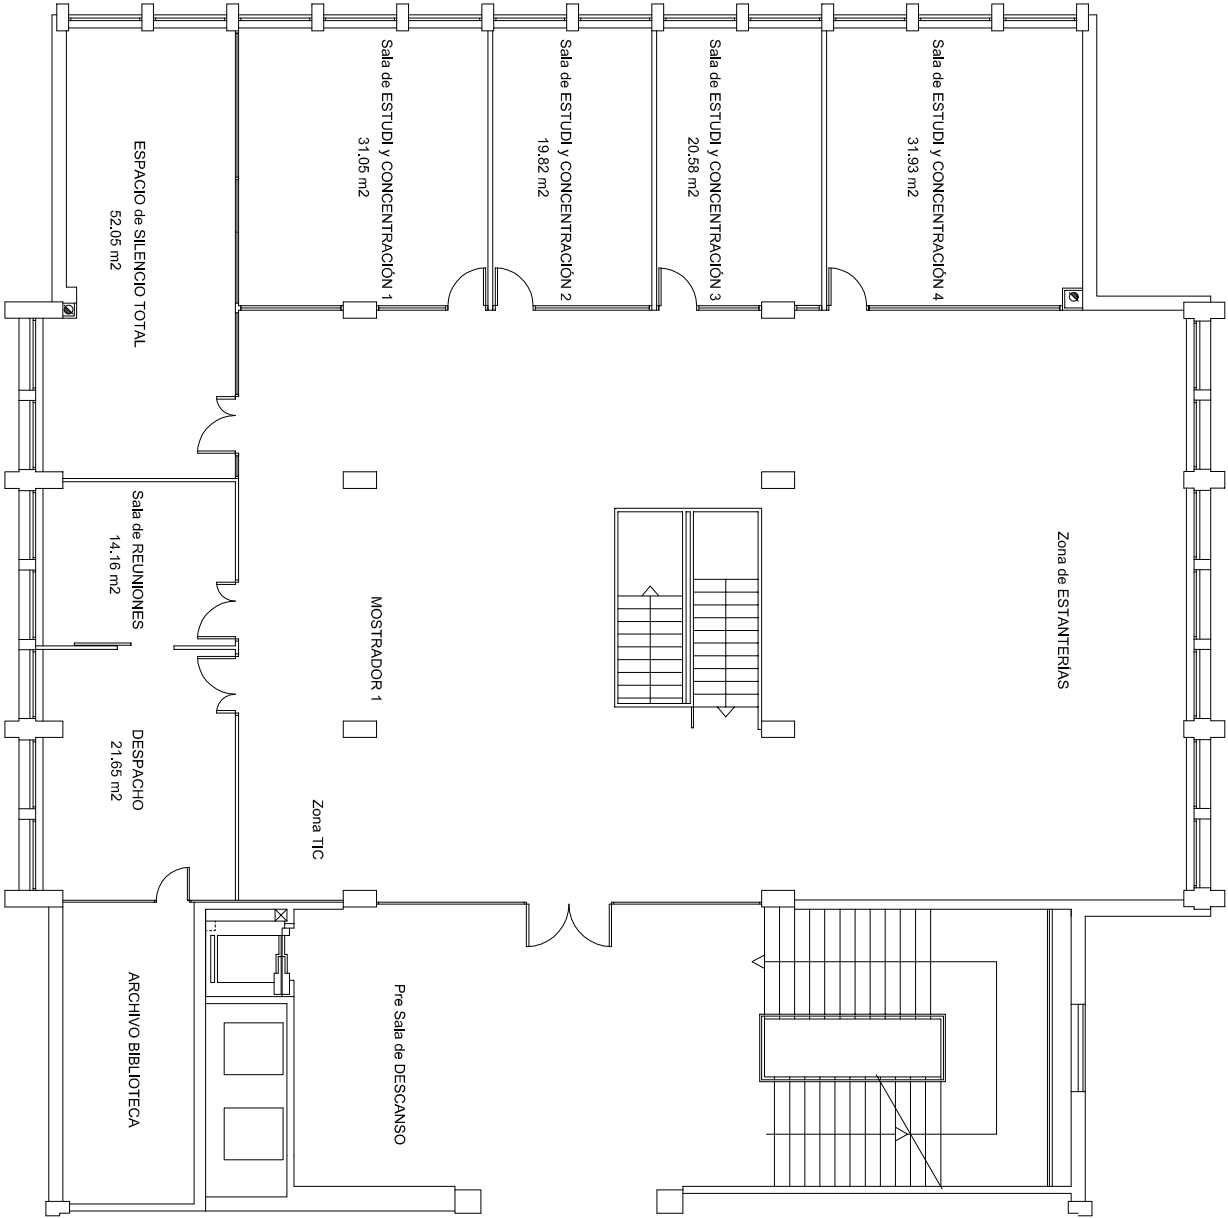 ESPACIO de SILENCIO TOTAL
52.05 m2
Sala de ESTUDI y CONCENTRACIÓN 1
31.05 m2
Sala de ESTUDI y CONCENTRACIÓN 2
19.82 m2
Sala de ESTUDI y CONCENTRACIÓN 3
20.58 m2
Sala de ESTUDI y CONCENTRACIÓN 4
31.93 m2
Sala de REUNIONES
14.16 m2
MOSTRADOR 1
Zona de ESTANTERÍAS
DESPACHO
21.65 m2
Zona TIC
ARCHIVO BIBLIOTECA
Pre Sala de DESCANSO